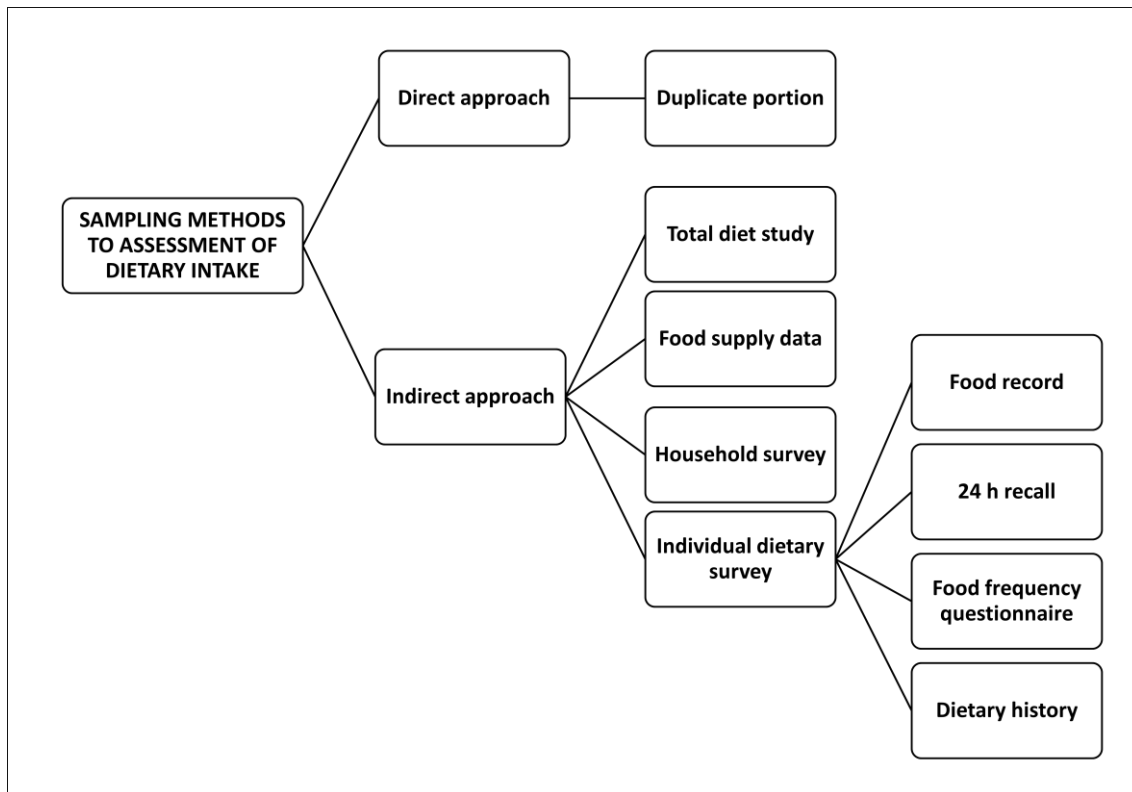 SAMPLING METHODS
TO ASSESSMENT OF
DIETARY INTAKE
Direct approach
Duplicate portion
Indirect approach
Total diet study
Food supply data
Household survey
Individual dietary
survey
Food record
24 h recall
Food frequency
questionnaire
Dietary history